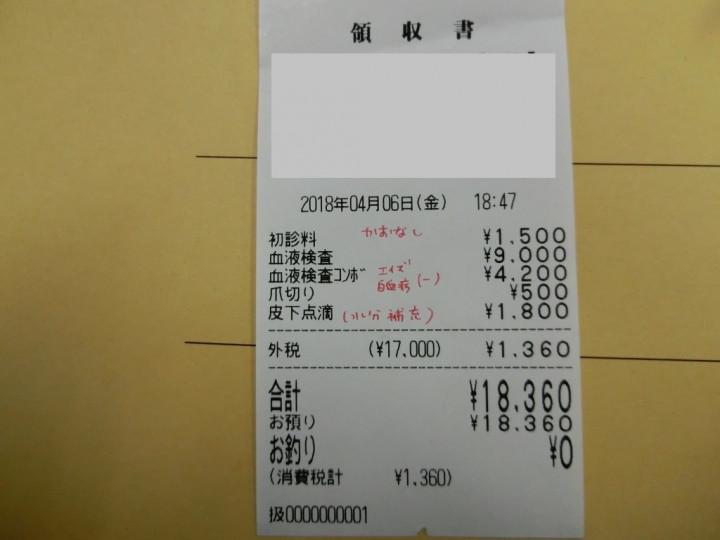 領収書
2018年04月06日(金) 18:47
初診料 かおなし ¥1,500
血液検査 ¥9,000
血液検査ｺﾝﾎﾞ エイズ 白血病 (-) ¥4,200
爪切り ¥500
皮下点滴 (水分補充) ¥1,800
外税 (¥17,000) ¥1,360
合計 ¥18,360
お預り ¥18,360
お釣り ¥0
(消費税計 ¥1,360)
扱0000000001